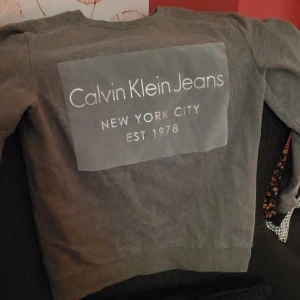 Calvin Klein Jeans
NEW YORK CITY
EST 1978